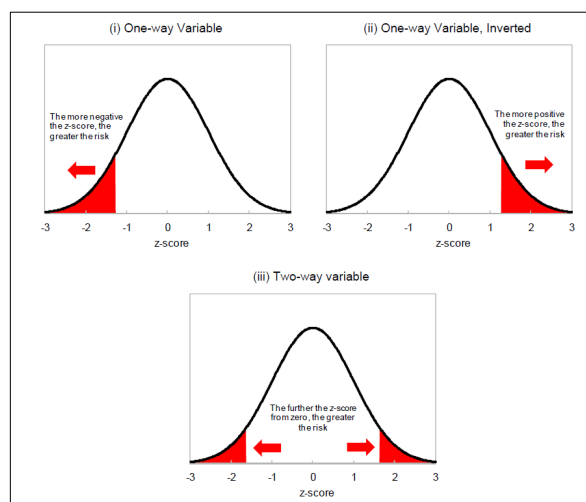 (i) One-way Variable
The more negative
the z-score, the
greater the risk
-3 -2 -1 0 1 2 3
z-score
(ii) One-way Variable, Inverted
The more positive
the z-score, the
greater the risk
-3 -2 -1 0 1 2 3
z-score
(iii) Two-way variable
The further the z-score
from zero, the greater
the risk
-3 -2 -1 0 1 2 3
z-score